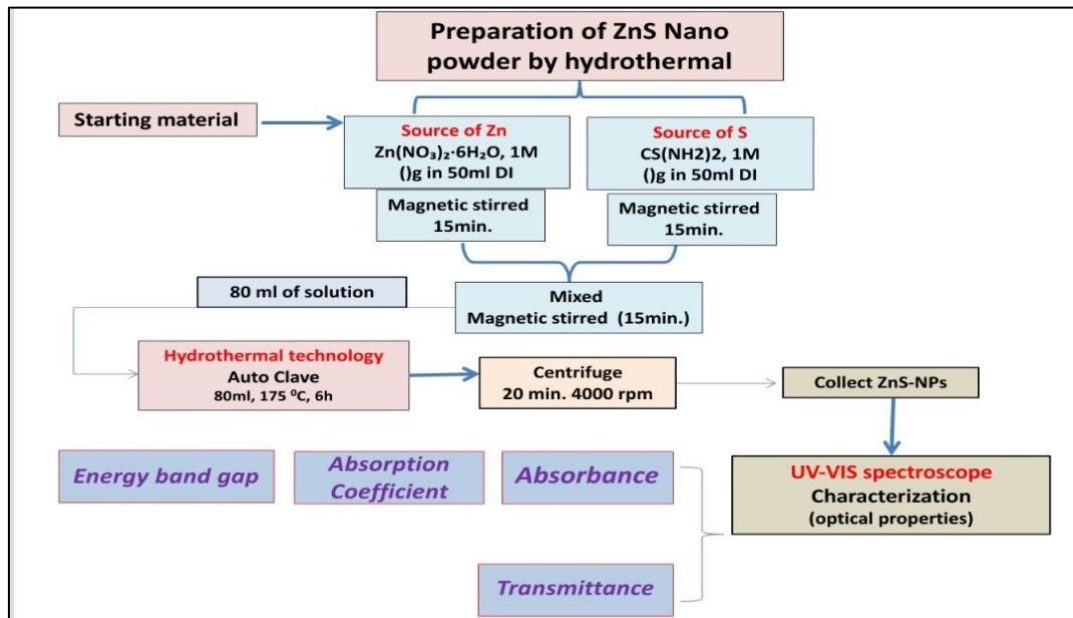 Preparation of ZnS Nano
powder by hydrothermal
Starting material
Source of Zn
Zn(NO₃)₂·6H₂O, 1M
()g in 50ml DI
Source of S
CS(NH2)2, 1M
()g in 50ml DI
Magnetic stirred
15min.
Magnetic stirred
15min.
80 ml of solution
Mixed
Magnetic stirred (15min.)
Hydrothermal technology
Auto Clave
80ml, 175 ⁰C, 6h
Centrifuge
20 min. 4000 rpm
Collect ZnS-NPs
Energy band gap
Absorption
Coefficient
Absorbance
UV-VIS spectroscope
Characterization
(optical properties)
Transmittance